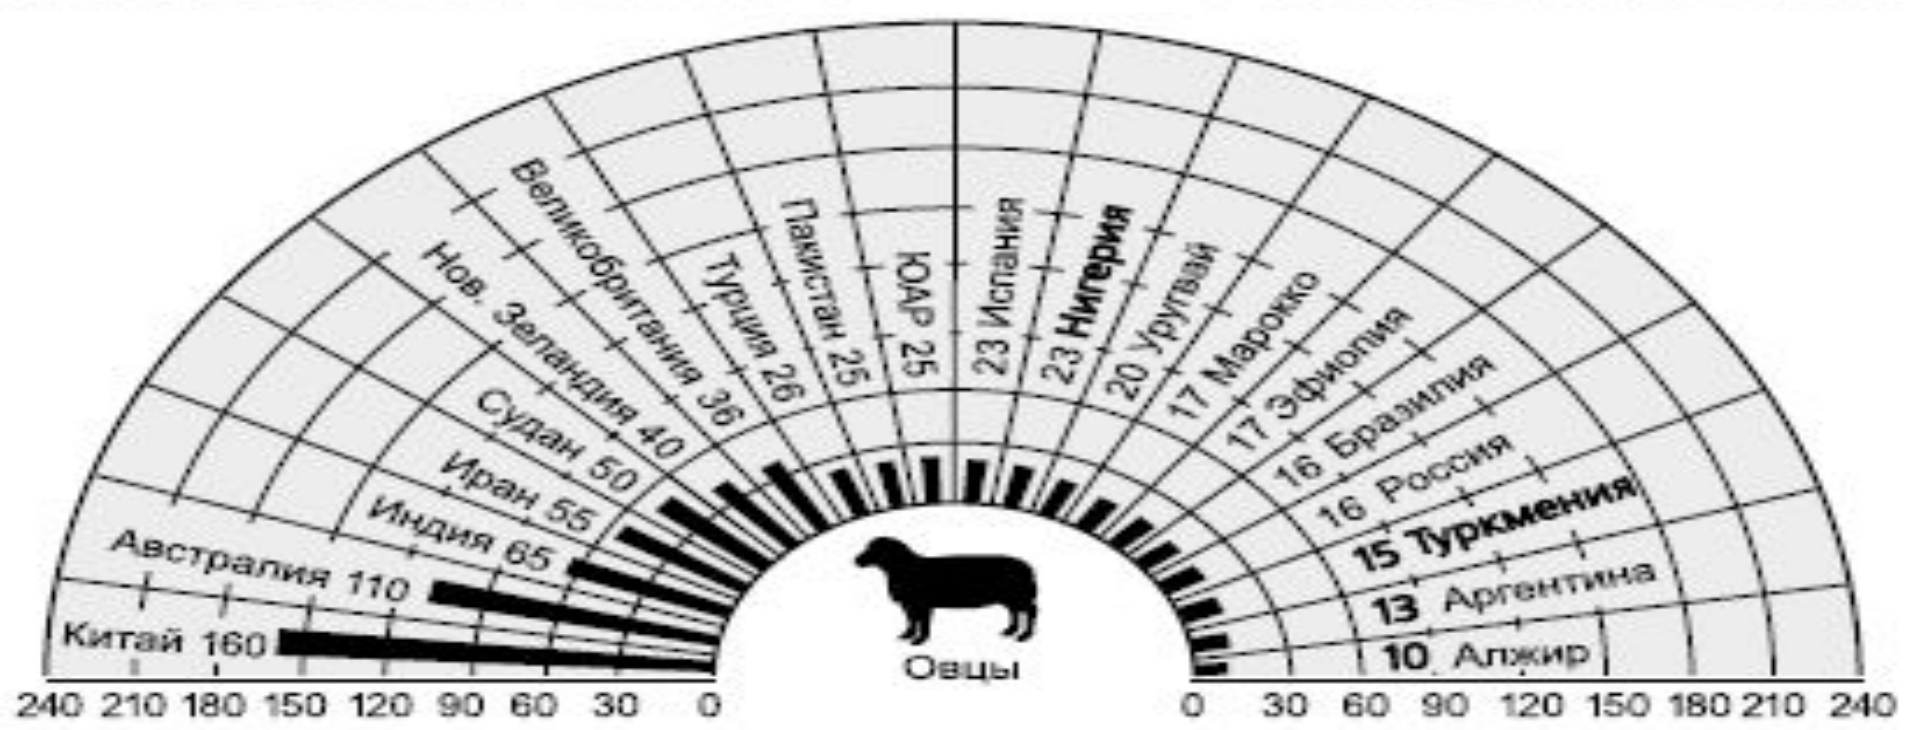 Китай 160
Австралия 110
Индия 65
Иран 55
Судан 50
Нов. Зеландия 40
Великобритания 36
Турция 26
Пакистан 25
ЮАР 25
23 Испания
23 Нигерия
20 Уругвай
17 Марокко
17 Эфиопия
16 Бразилия
16 Россия
15 Туркмения
13 Аргентина
10 Алжир
Овцы
240 210 180 150 120 90 60 30 0
0 30 60 90 120 150 180 210 240